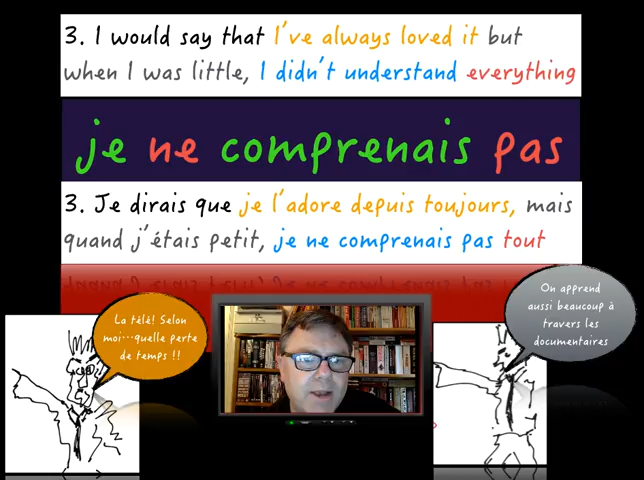 3. I would say that I've always loved it but
when I was little, I didn't understand everything
je ne comprenais pas
3. Je dirais que je l'adore depuis toujours, mais
quand j'étais petit, je ne comprenais pas tout
La télé! Selon
moi...quelle perte
de temps !!
On apprend
aussi beaucoup à
travers les
documentaires